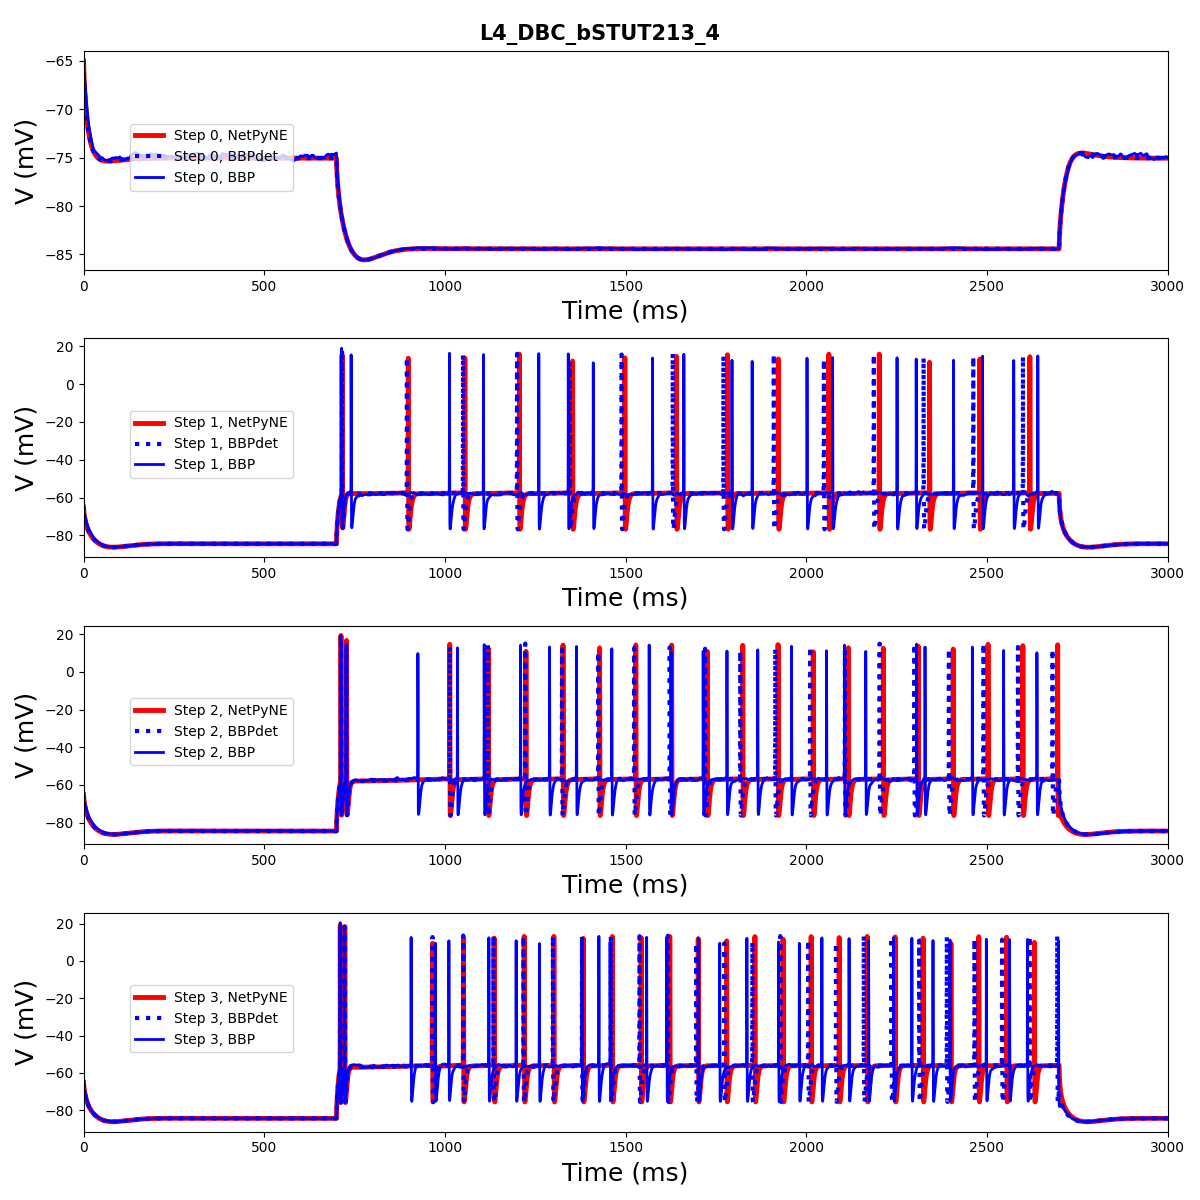 L4_DBC_bSTUT213_4
−65
−70
−75
−80
−85
V (mV)
Step 0, NetPyNE
Step 0, BBPdet
Step 0, BBP
0 500 1000 1500 2000 2500 3000
Time (ms)
20
0
−20
−40
−60
−80
V (mV)
Step 1, NetPyNE
Step 1, BBPdet
Step 1, BBP
0 500 1000 1500 2000 2500 3000
Time (ms)
20
0
−20
−40
−60
−80
V (mV)
Step 2, NetPyNE
Step 2, BBPdet
Step 2, BBP
0 500 1000 1500 2000 2500 3000
Time (ms)
20
0
−20
−40
−60
−80
V (mV)
Step 3, NetPyNE
Step 3, BBPdet
Step 3, BBP
0 500 1000 1500 2000 2500 3000
Time (ms)